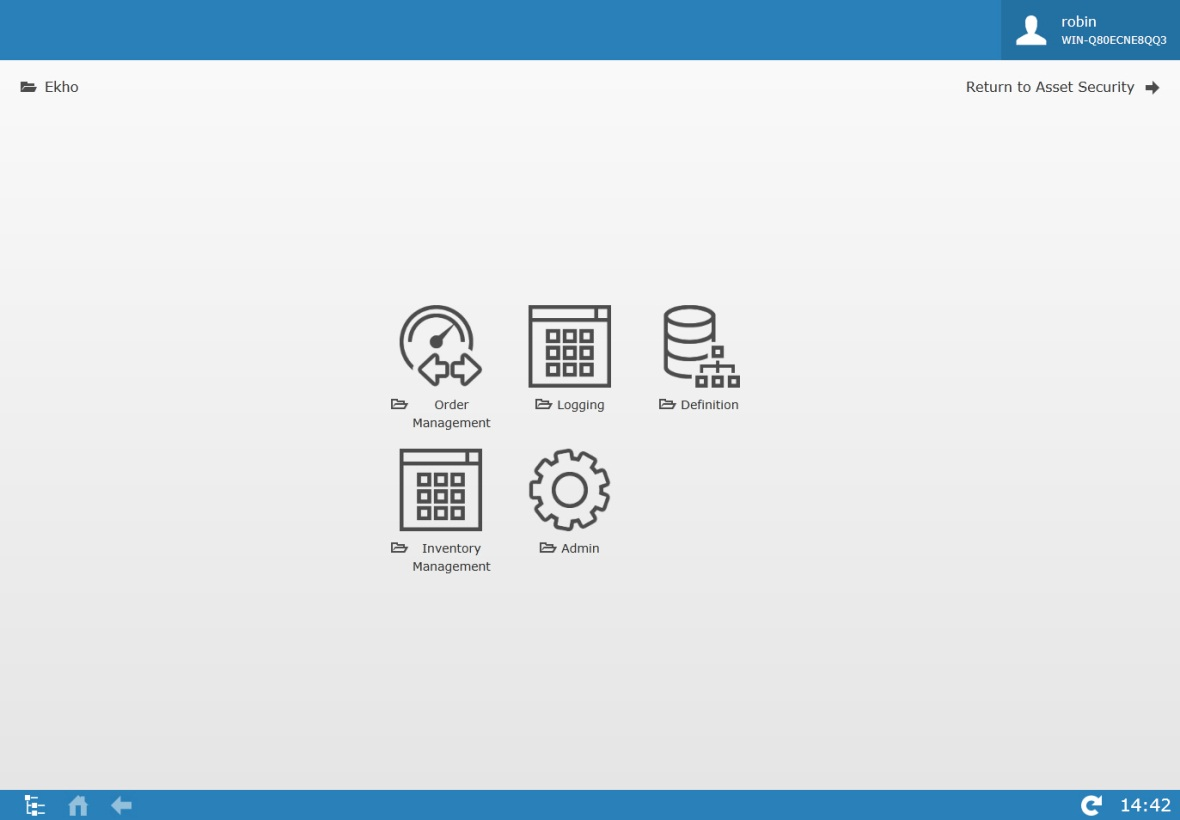 robin
WIN-Q80ECNE8QQ3
Ekho
Return to Asset Security
Order
Management
Logging
Definition
Inventory
Management
Admin
14:42